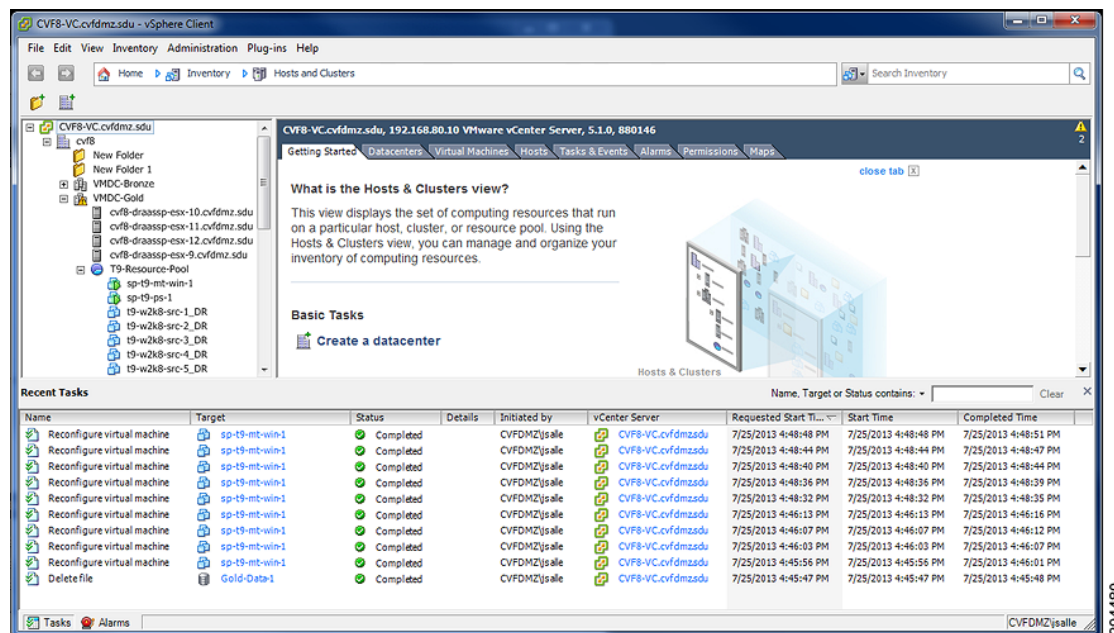 CVF8-VC.cvfdmz.sdu - vSphere Client
File Edit View Inventory Administration Plug-ins Help
Home Inventory Hosts and Clusters
Search Inventory
CVF8-VC.cvfdmz.sdu
cvf8
New Folder
New Folder 1
VMDC-Bronze
VMDC-Gold
cvf8-draassp-esx-10.cvfdmz.sdu
cvf8-draassp-esx-11.cvfdmz.sdu
cvf8-draassp-esx-12.cvfdmz.sdu
cvf8-draassp-esx-9.cvfdmz.sdu
T9-Resource-Pool
sp-t9-mt-win-1
sp-t9-ps-1
t9-w2k8-src-1_DR
t9-w2k8-src-2_DR
t9-w2k8-src-3_DR
t9-w2k8-src-4_DR
t9-w2k8-src-5_DR
CVF8-VC.cvfdmz.sdu, 192.168.80.10 VMware vCenter Server, 5.1.0, 880146
2
Getting Started Datacenters Virtual Machines Hosts Tasks & Events Alarms Permissions Maps
close tab X
What is the Hosts & Clusters view?
This view displays the set of computing resources that run
on a particular host, cluster, or resource pool. Using the
Hosts & Clusters view, you can manage and organize your
inventory of computing resources.
Basic Tasks
Create a datacenter
Hosts & Clusters
Recent Tasks
Name, Target or Status contains: Clear
Name Target Status Details Initiated by vCenter Server Requested Start Ti... Start Time Completed Time
Reconfigure virtual machine sp-t9-mt-win-1 Completed CVFDMZ\jsalle CVF8-VC.cvfdmz.sdu 7/25/2013 4:48:48 PM 7/25/2013 4:48:48 PM 7/25/2013 4:48:51 PM
Reconfigure virtual machine sp-t9-mt-win-1 Completed CVFDMZ\jsalle CVF8-VC.cvfdmz.sdu 7/25/2013 4:48:44 PM 7/25/2013 4:48:44 PM 7/25/2013 4:48:47 PM
Reconfigure virtual machine sp-t9-mt-win-1 Completed CVFDMZ\jsalle CVF8-VC.cvfdmz.sdu 7/25/2013 4:48:40 PM 7/25/2013 4:48:40 PM 7/25/2013 4:48:44 PM
Reconfigure virtual machine sp-t9-mt-win-1 Completed CVFDMZ\jsalle CVF8-VC.cvfdmz.sdu 7/25/2013 4:48:36 PM 7/25/2013 4:48:36 PM 7/25/2013 4:48:39 PM
Reconfigure virtual machine sp-t9-mt-win-1 Completed CVFDMZ\jsalle CVF8-VC.cvfdmz.sdu 7/25/2013 4:48:32 PM 7/25/2013 4:48:32 PM 7/25/2013 4:48:35 PM
Reconfigure virtual machine sp-t9-mt-win-1 Completed CVFDMZ\jsalle CVF8-VC.cvfdmz.sdu 7/25/2013 4:46:13 PM 7/25/2013 4:46:13 PM 7/25/2013 4:46:16 PM
Reconfigure virtual machine sp-t9-mt-win-1 Completed CVFDMZ\jsalle CVF8-VC.cvfdmz.sdu 7/25/2013 4:46:07 PM 7/25/2013 4:46:07 PM 7/25/2013 4:46:12 PM
Reconfigure virtual machine sp-t9-mt-win-1 Completed CVFDMZ\jsalle CVF8-VC.cvfdmz.sdu 7/25/2013 4:46:03 PM 7/25/2013 4:46:03 PM 7/25/2013 4:46:07 PM
Reconfigure virtual machine sp-t9-mt-win-1 Completed CVFDMZ\jsalle CVF8-VC.cvfdmz.sdu 7/25/2013 4:45:56 PM 7/25/2013 4:45:56 PM 7/25/2013 4:46:01 PM
Delete file Gold-Data-1 Completed CVFDMZ\jsalle CVF8-VC.cvfdmz.sdu 7/25/2013 4:45:47 PM 7/25/2013 4:45:47 PM 7/25/2013 4:45:48 PM
Tasks Alarms CVFDMZ\jsalle